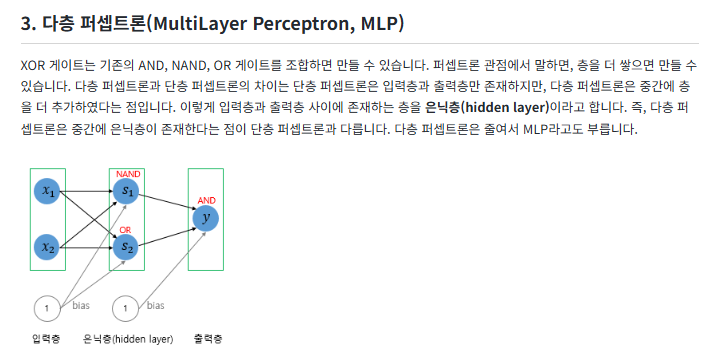 3. 다층 퍼셉트론(MultiLayer Perceptron, MLP)
XOR 게이트는 기존의 AND, NAND, OR 게이트를 조합하면 만들 수 있습니다. 퍼셉트론 관점에서 말하면, 층을 더 쌓으면 만들 수
있습니다. 다층 퍼셉트론과 단층 퍼셉트론의 차이는 단층 퍼셉트론은 입력층과 출력층만 존재하지만, 다층 퍼셉트론은 중간에 층
을 더 추가하였다는 점입니다. 이렇게 입력층과 출력층 사이에 존재하는 층을 은닉층(hidden layer)이라고 합니다. 즉, 다층 퍼
셉트론은 중간에 은닉층이 존재한다는 점이 단층 퍼셉트론과 다릅니다. 다층 퍼셉트론은 줄여서 MLP라고도 부릅니다.
NAND
x₁ s₁
AND
y
OR
x₂ s₂
1 bias 1 bias
입력층 은닉층(hidden layer) 출력층